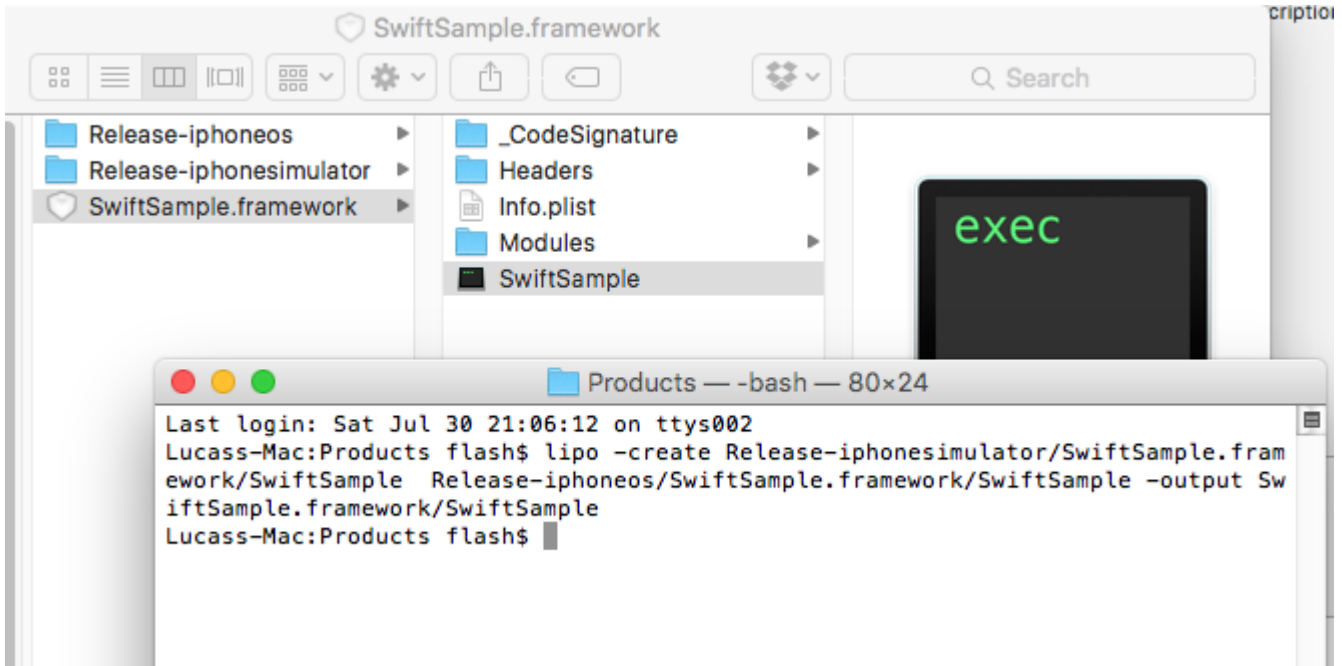 SwiftSample.framework
Search
Release-iphoneos
Release-iphonesimulator
SwiftSample.framework
_CodeSignature
Headers
Info.plist
Modules
SwiftSample
exec
Products — -bash — 80×24
Last login: Sat Jul 30 21:06:12 on ttys002
Lucass-Mac:Products flash$ lipo -create Release-iphonesimulator/SwiftSample.fram
ework/SwiftSample  Release-iphoneos/SwiftSample.framework/SwiftSample -output Sw
iftSample.framework/SwiftSample
Lucass-Mac:Products flash$